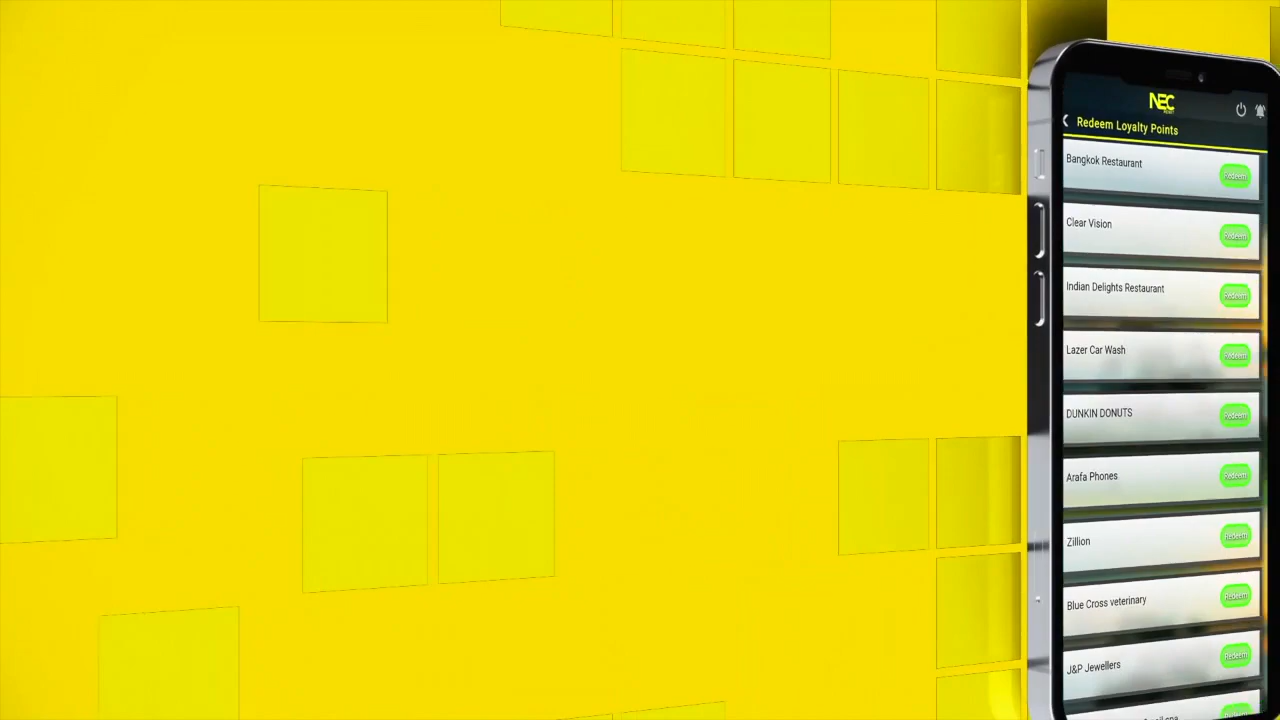 NEC
Redeem Loyalty Points
Bangkok Restaurant
Redeem
Clear Vision
Redeem
Indian Delights Restaurant
Redeem
Lazer Car Wash
Redeem
DUNKIN DONUTS
Redeem
Arafa Phones
Redeem
Zillion
Redeem
Blue Cross veterinary
Redeem
J&P Jewellers
Redeem
Redeem